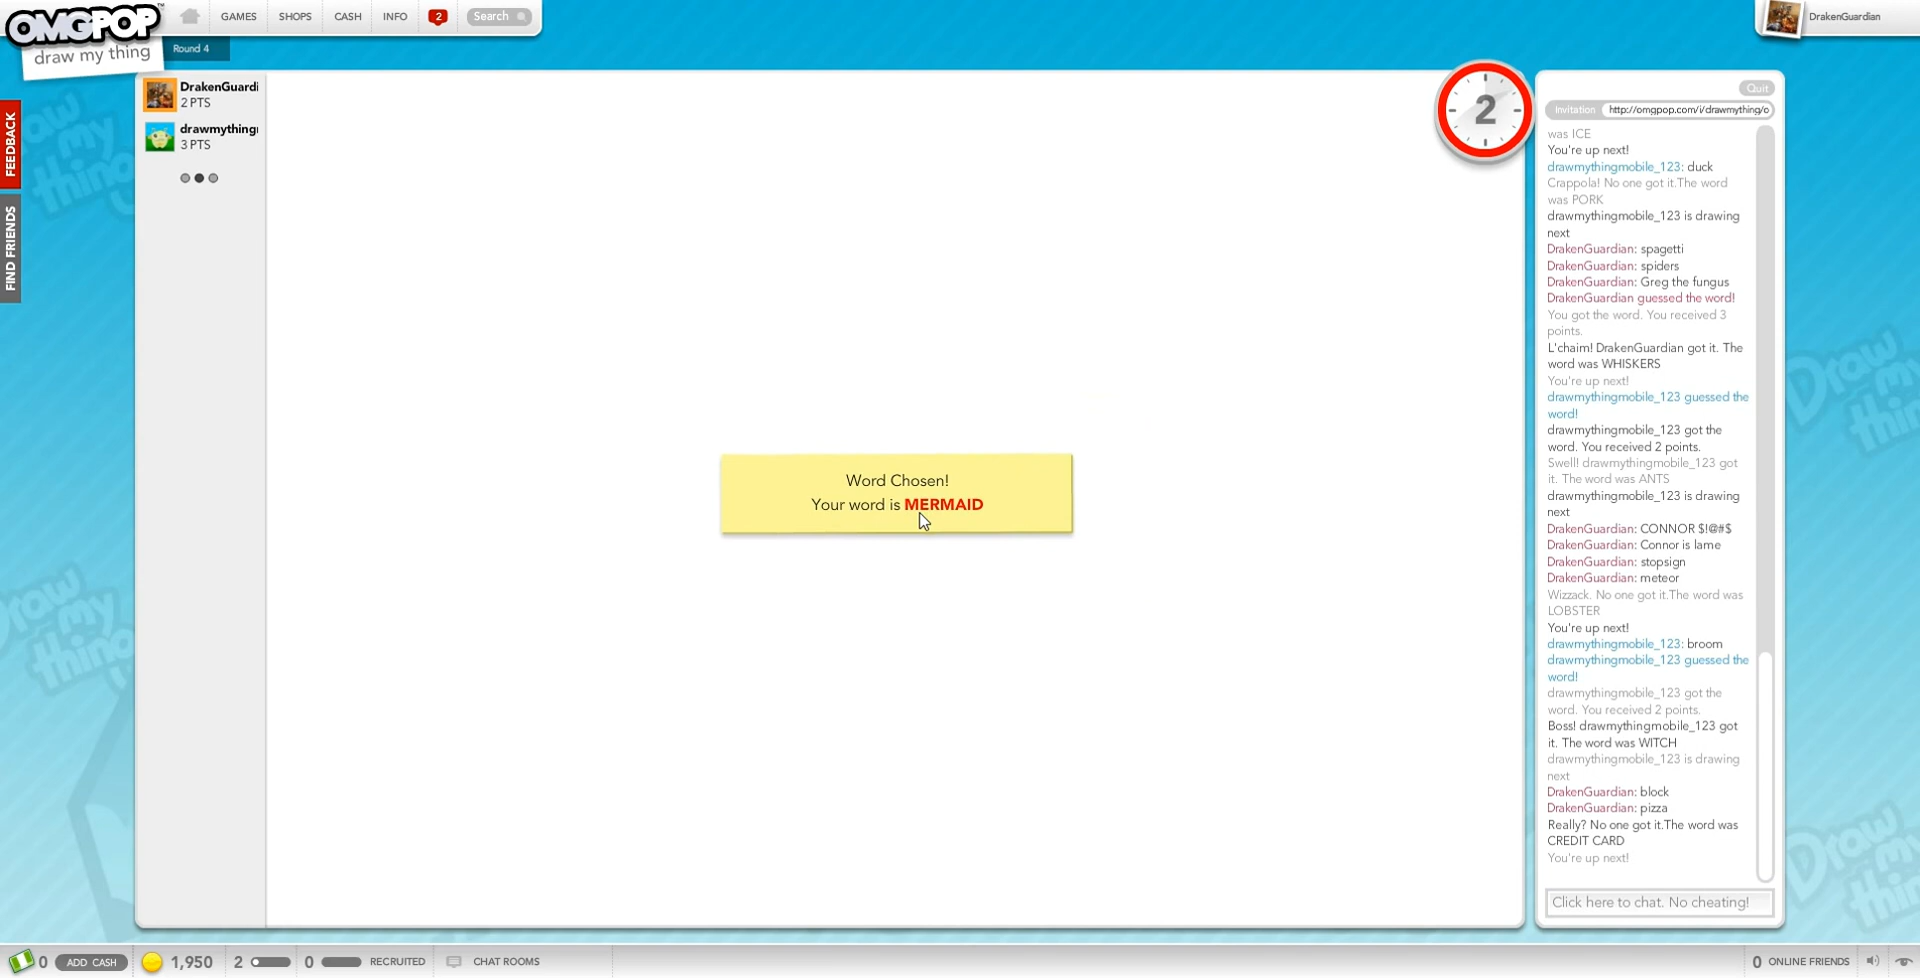 OMGPOP
draw my thing
GAMES
SHOPS
CASH
INFO
2
Search
DrakenGuardian
Round 4
FEEDBACK
FIND FRIENDS
DrakenGuardi
2 PTS
drawmything
3 PTS
2
Word Chosen!
Your word is MERMAID
Quit
Invitation http://omgpop.com/i/drawmything/o
was ICE
You're up next!
drawmythingmobile_123: duck
Crappola! No one got it.The word
was PORK
drawmythingmobile_123 is drawing
next
DrakenGuardian: spagetti
DrakenGuardian: spiders
DrakenGuardian: Greg the fungus
DrakenGuardian guessed the word!
You got the word. You received 3
points.
L'chaim! DrakenGuardian got it. The
word was WHISKERS
You're up next!
drawmythingmobile_123 guessed the
word!
drawmythingmobile_123 got the
word. You received 2 points.
Swell! drawmythingmobile_123 got
it. The word was ANTS
drawmythingmobile_123 is drawing
next
DrakenGuardian: CONNOR $!@#$
DrakenGuardian: Connor is lame
DrakenGuardian: stopsign
DrakenGuardian: meteor
Wizzack. No one got it.The word was
LOBSTER
You're up next!
drawmythingmobile_123: broom
drawmythingmobile_123 guessed the
word!
drawmythingmobile_123 got the
word. You received 2 points.
Boss! drawmythingmobile_123 got
it. The word was WITCH
drawmythingmobile_123 is drawing
next
DrakenGuardian: block
DrakenGuardian: pizza
Really? No one got it.The word was
CREDIT CARD
You're up next!
Click here to chat. No cheating!
0 ADD CASH 1,950 2 0 RECRUITED CHAT ROOMS 0 ONLINE FRIENDS